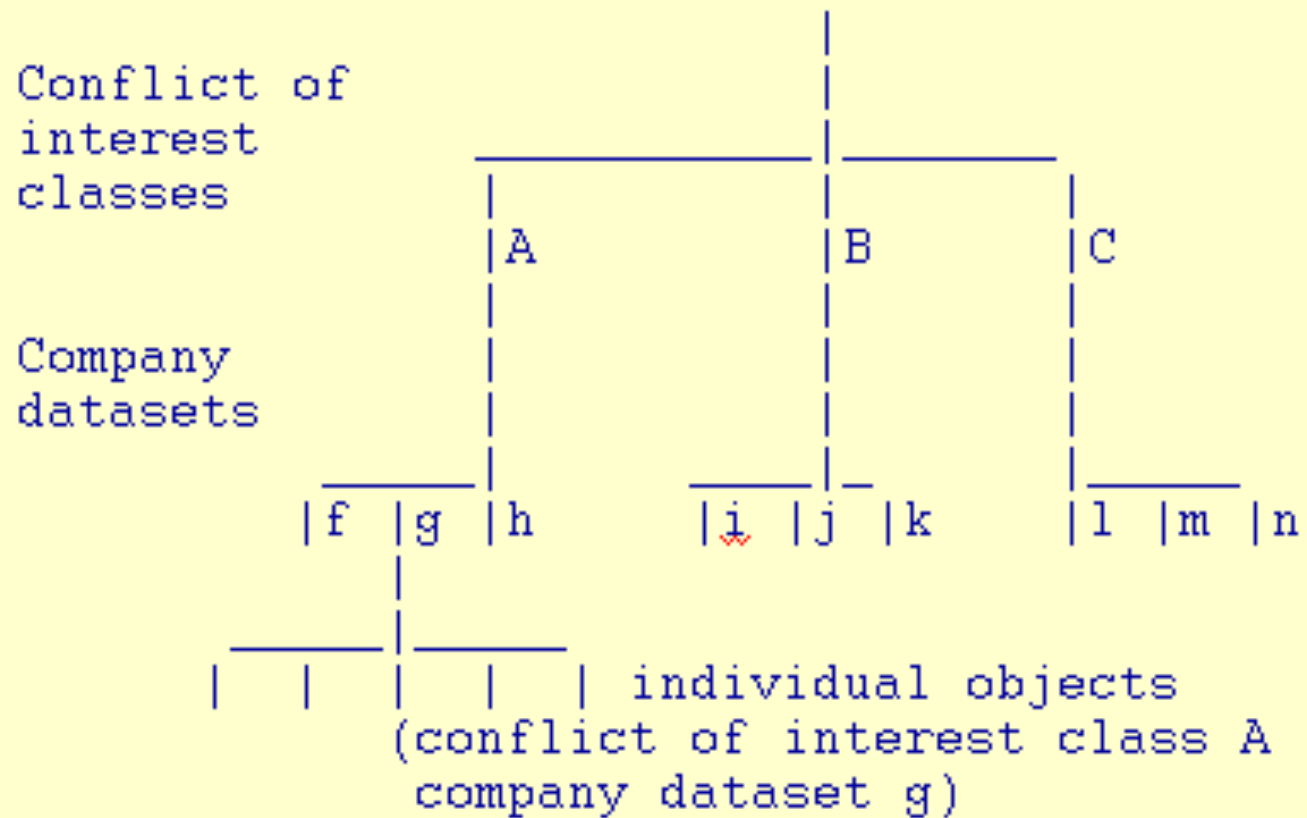 Conflict of
interest
classes
A B C
Company
datasets
f g h i j k l m n
individual objects
(conflict of interest class A
company dataset g)